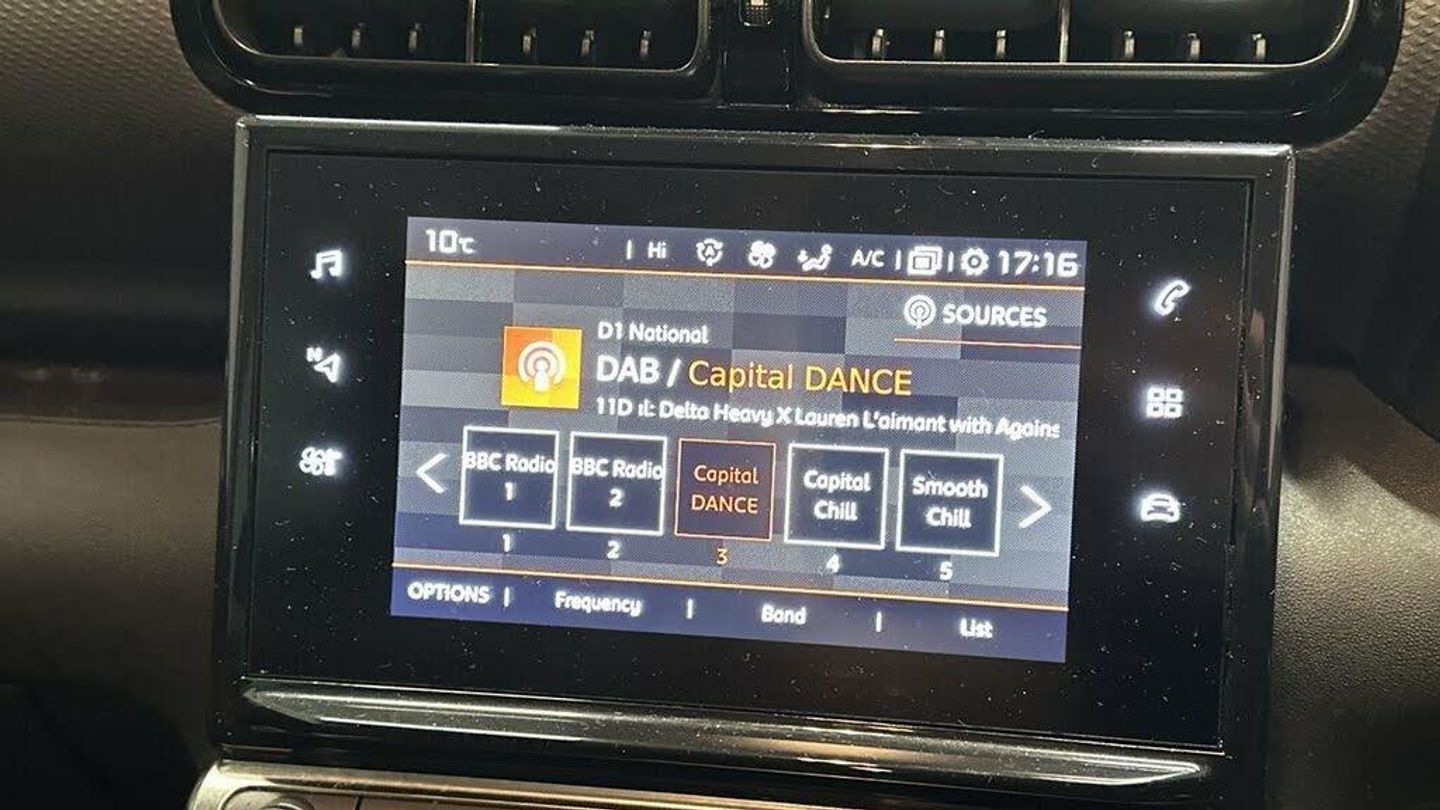 10℃ Hi A/C 17:16
SOURCES
D1 National
DAB / Capital DANCE
11D : Delta Heavy X Lauren L'aimant with Agains
BBC Radio 1
BBC Radio 2
Capital DANCE
Capital Chill
Smooth Chill
1 2 3 4 5
OPTIONS Frequency Band List
N